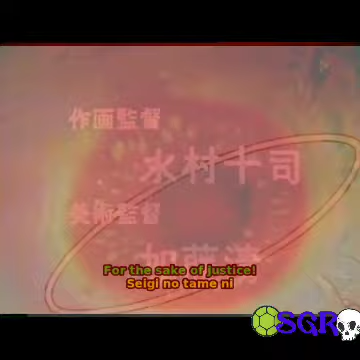 作画監督
水村十司
美術監督
加藤清
For the sake of justice!
Seigi no tame ni
SGR